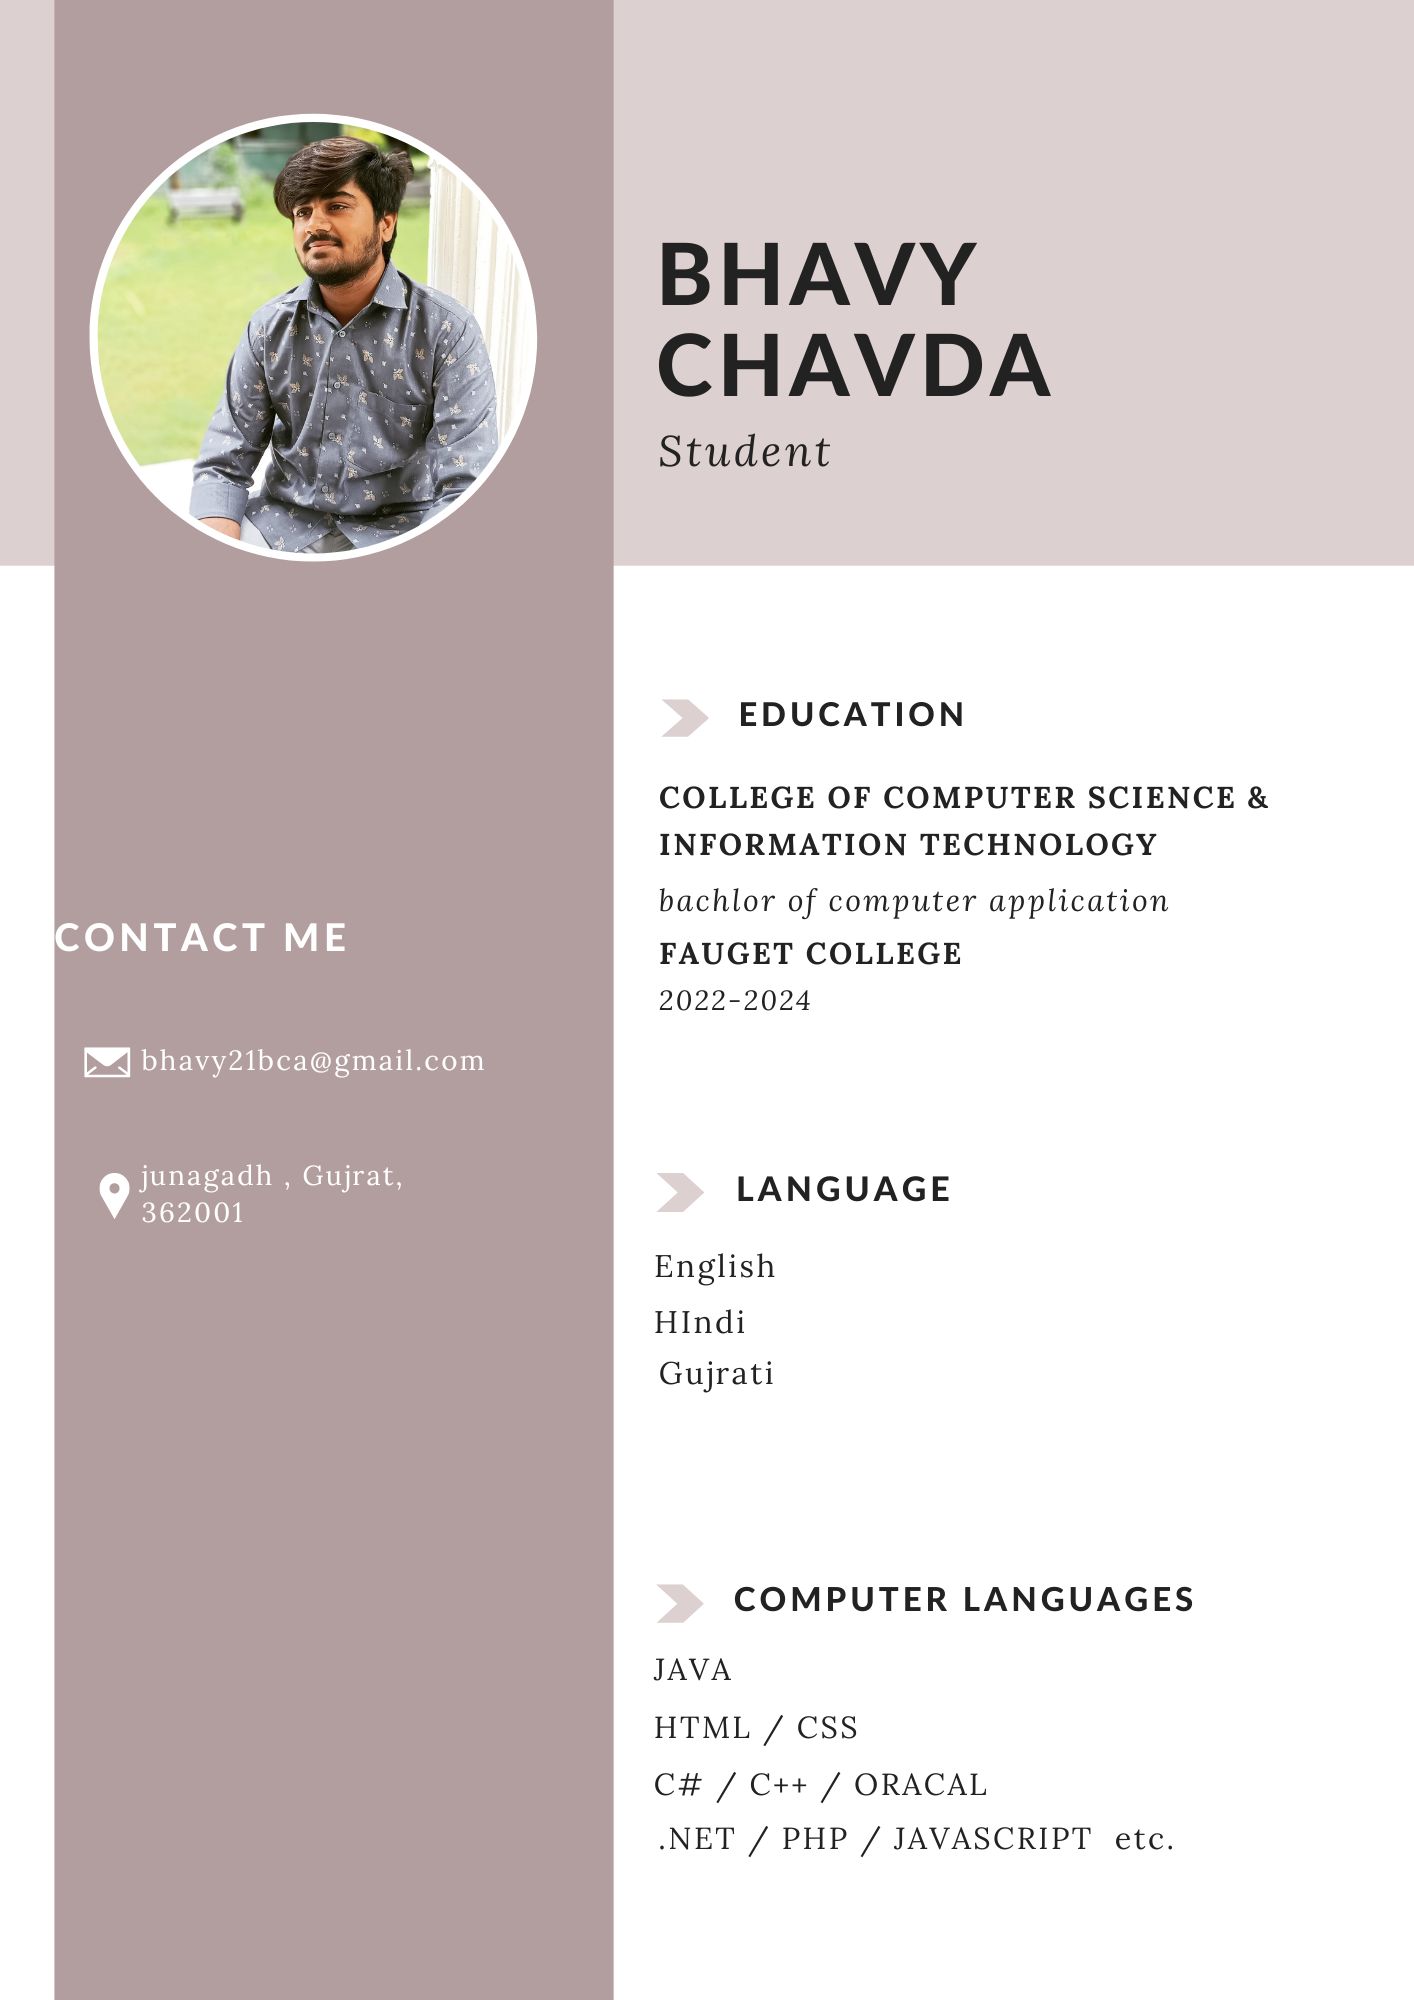 BHAVY
CHAVDA
Student
CONTACT ME
bhavy21bca@gmail.com
junagadh , Gujrat,
362001
EDUCATION
COLLEGE OF COMPUTER SCIENCE &
INFORMATION TECHNOLOGY
bachlor of computer application
FAUGET COLLEGE
2022-2024
LANGUAGE
English
HIndi
Gujrati
COMPUTER LANGUAGES
JAVA
HTML / CSS
C# / C++ / ORACAL
.NET / PHP / JAVASCRIPT  etc.